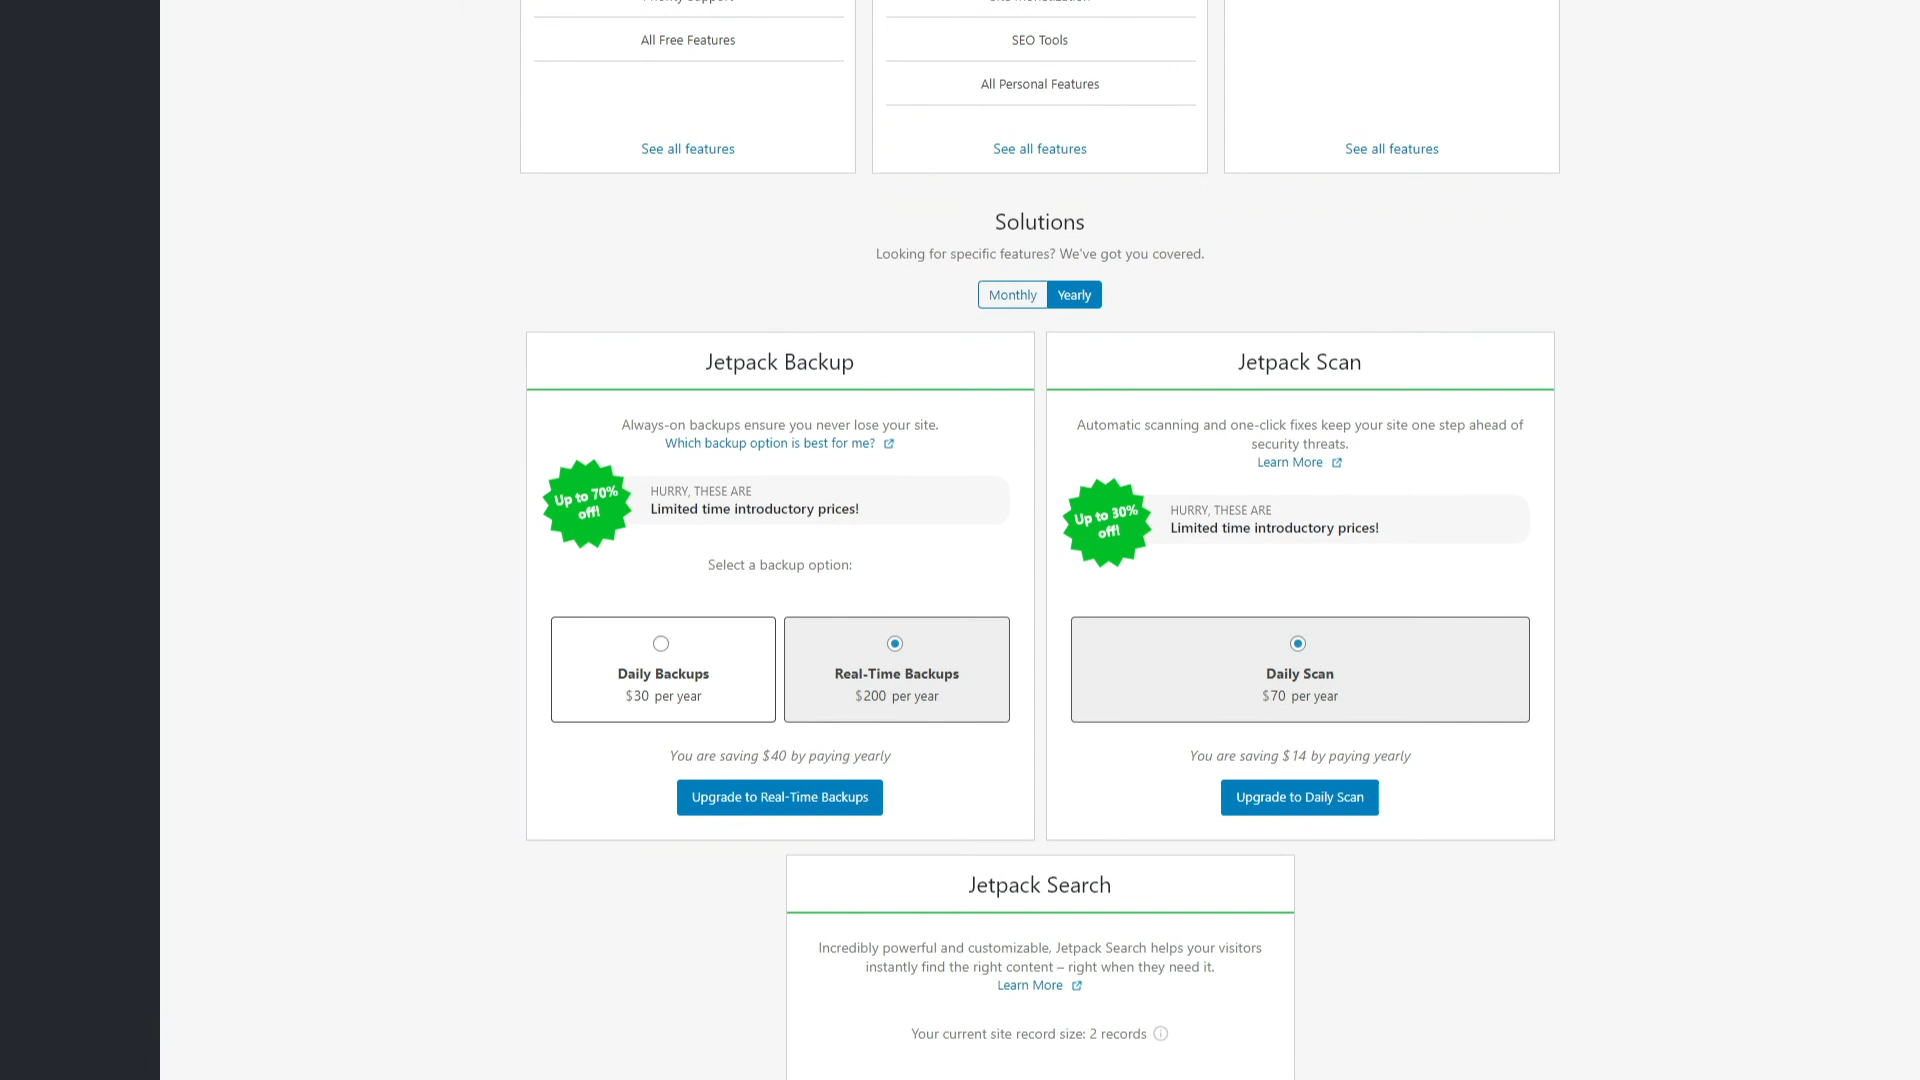 All Free Features
SEO Tools
All Personal Features
See all features
See all features
See all features
Solutions
Looking for specific features? We've got you covered.
Monthly
Yearly
Jetpack Backup
Always-on backups ensure you never lose your site.
Which backup option is best for me?
Up to 70%
off!
HURRY, THESE ARE
Limited time introductory prices!
Select a backup option:
Daily Backups
$30 per year
Real-Time Backups
$200 per year
You are saving $40 by paying yearly
Upgrade to Real-Time Backups
Jetpack Scan
Automatic scanning and one-click fixes keep your site one step ahead of
security threats.
Learn More
Up to 30%
off!
HURRY, THESE ARE
Limited time introductory prices!
Daily Scan
$70 per year
You are saving $14 by paying yearly
Upgrade to Daily Scan
Jetpack Search
Incredibly powerful and customizable, Jetpack Search helps your visitors
instantly find the right content – right when they need it.
Learn More
Your current site record size: 2 records